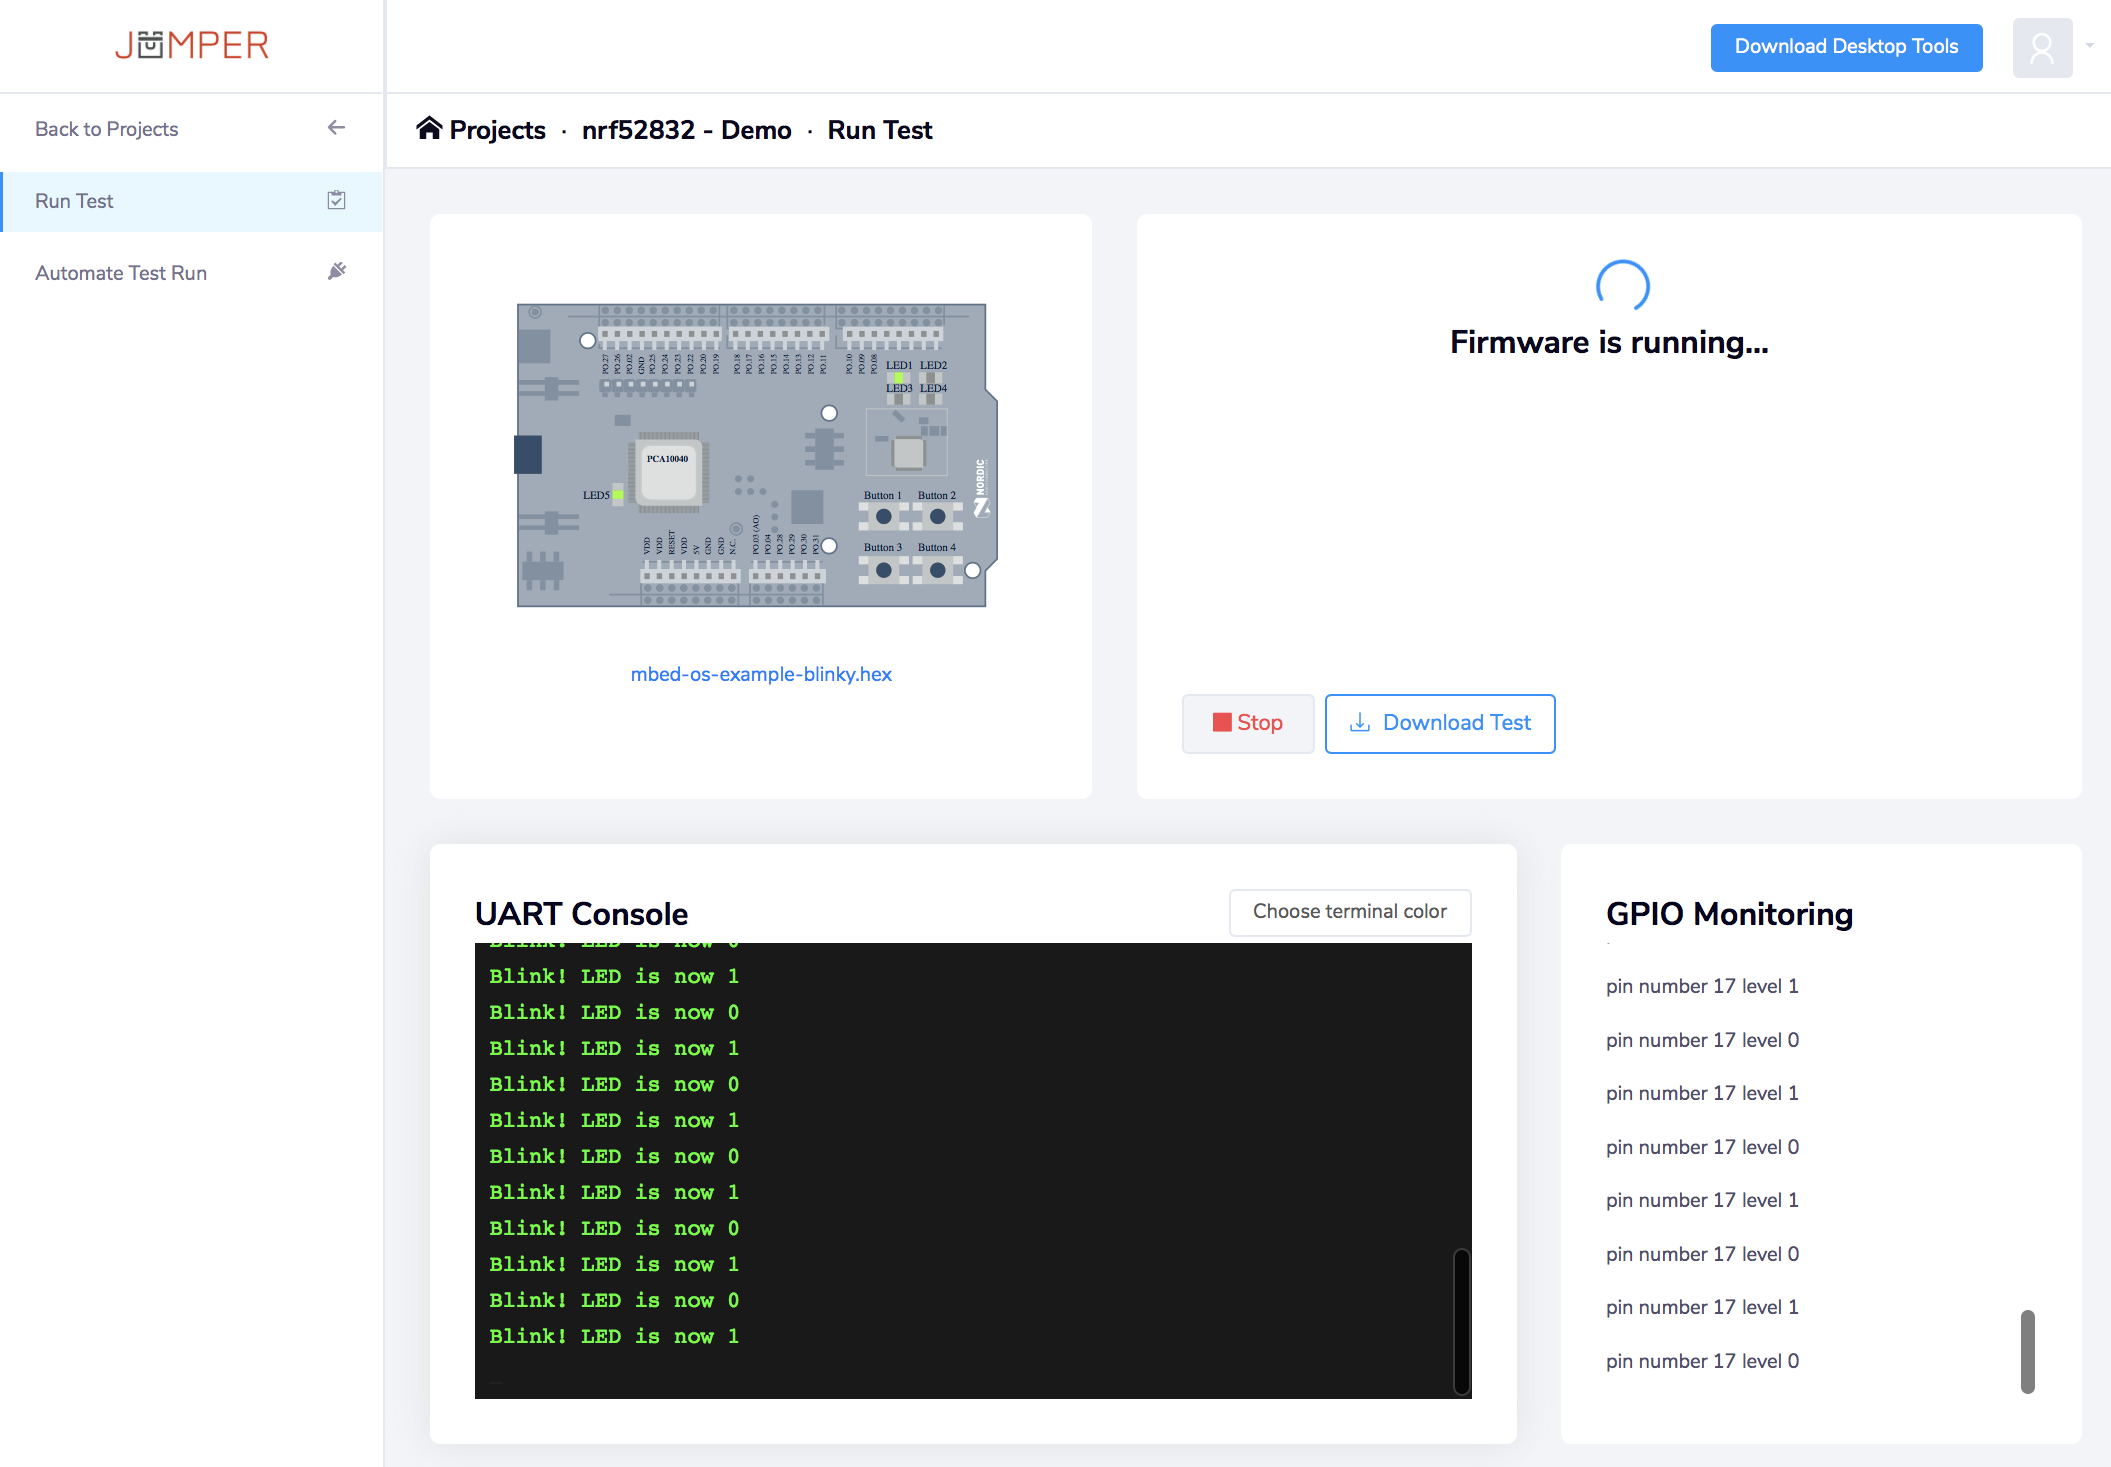 JUMPER
Download Desktop Tools
Back to Projects
Projects · nrf52832 - Demo · Run Test
Run Test
Automate Test Run
P0.27 P0.26 P0.02 GND P0.25 P0.24 P0.23 P0.22 P0.20 P0.19 P0.18 P0.17 P0.16 P0.15 P0.14 P0.13 P0.12 P0.11 P0.10 P0.09 P0.08
LED1 LED2
LED3 LED4
PCA10040
LED5
NORDIC
Button 1 Button 2
VDD VDD RESET VDD 5V GND GND N.C. P0.03 (AO) P0.04 P0.28 P0.29 P0.30 P0.31
Button 3 Button 4
mbed-os-example-blinky.hex
Firmware is running...
Stop
Download Test
UART Console
Choose terminal color
Blink! LED is now 0
Blink! LED is now 1
Blink! LED is now 0
Blink! LED is now 1
Blink! LED is now 0
Blink! LED is now 1
Blink! LED is now 0
Blink! LED is now 1
Blink! LED is now 0
Blink! LED is now 1
Blink! LED is now 0
Blink! LED is now 1
GPIO Monitoring
pin number 17 level 1
pin number 17 level 0
pin number 17 level 1
pin number 17 level 0
pin number 17 level 1
pin number 17 level 0
pin number 17 level 1
pin number 17 level 0